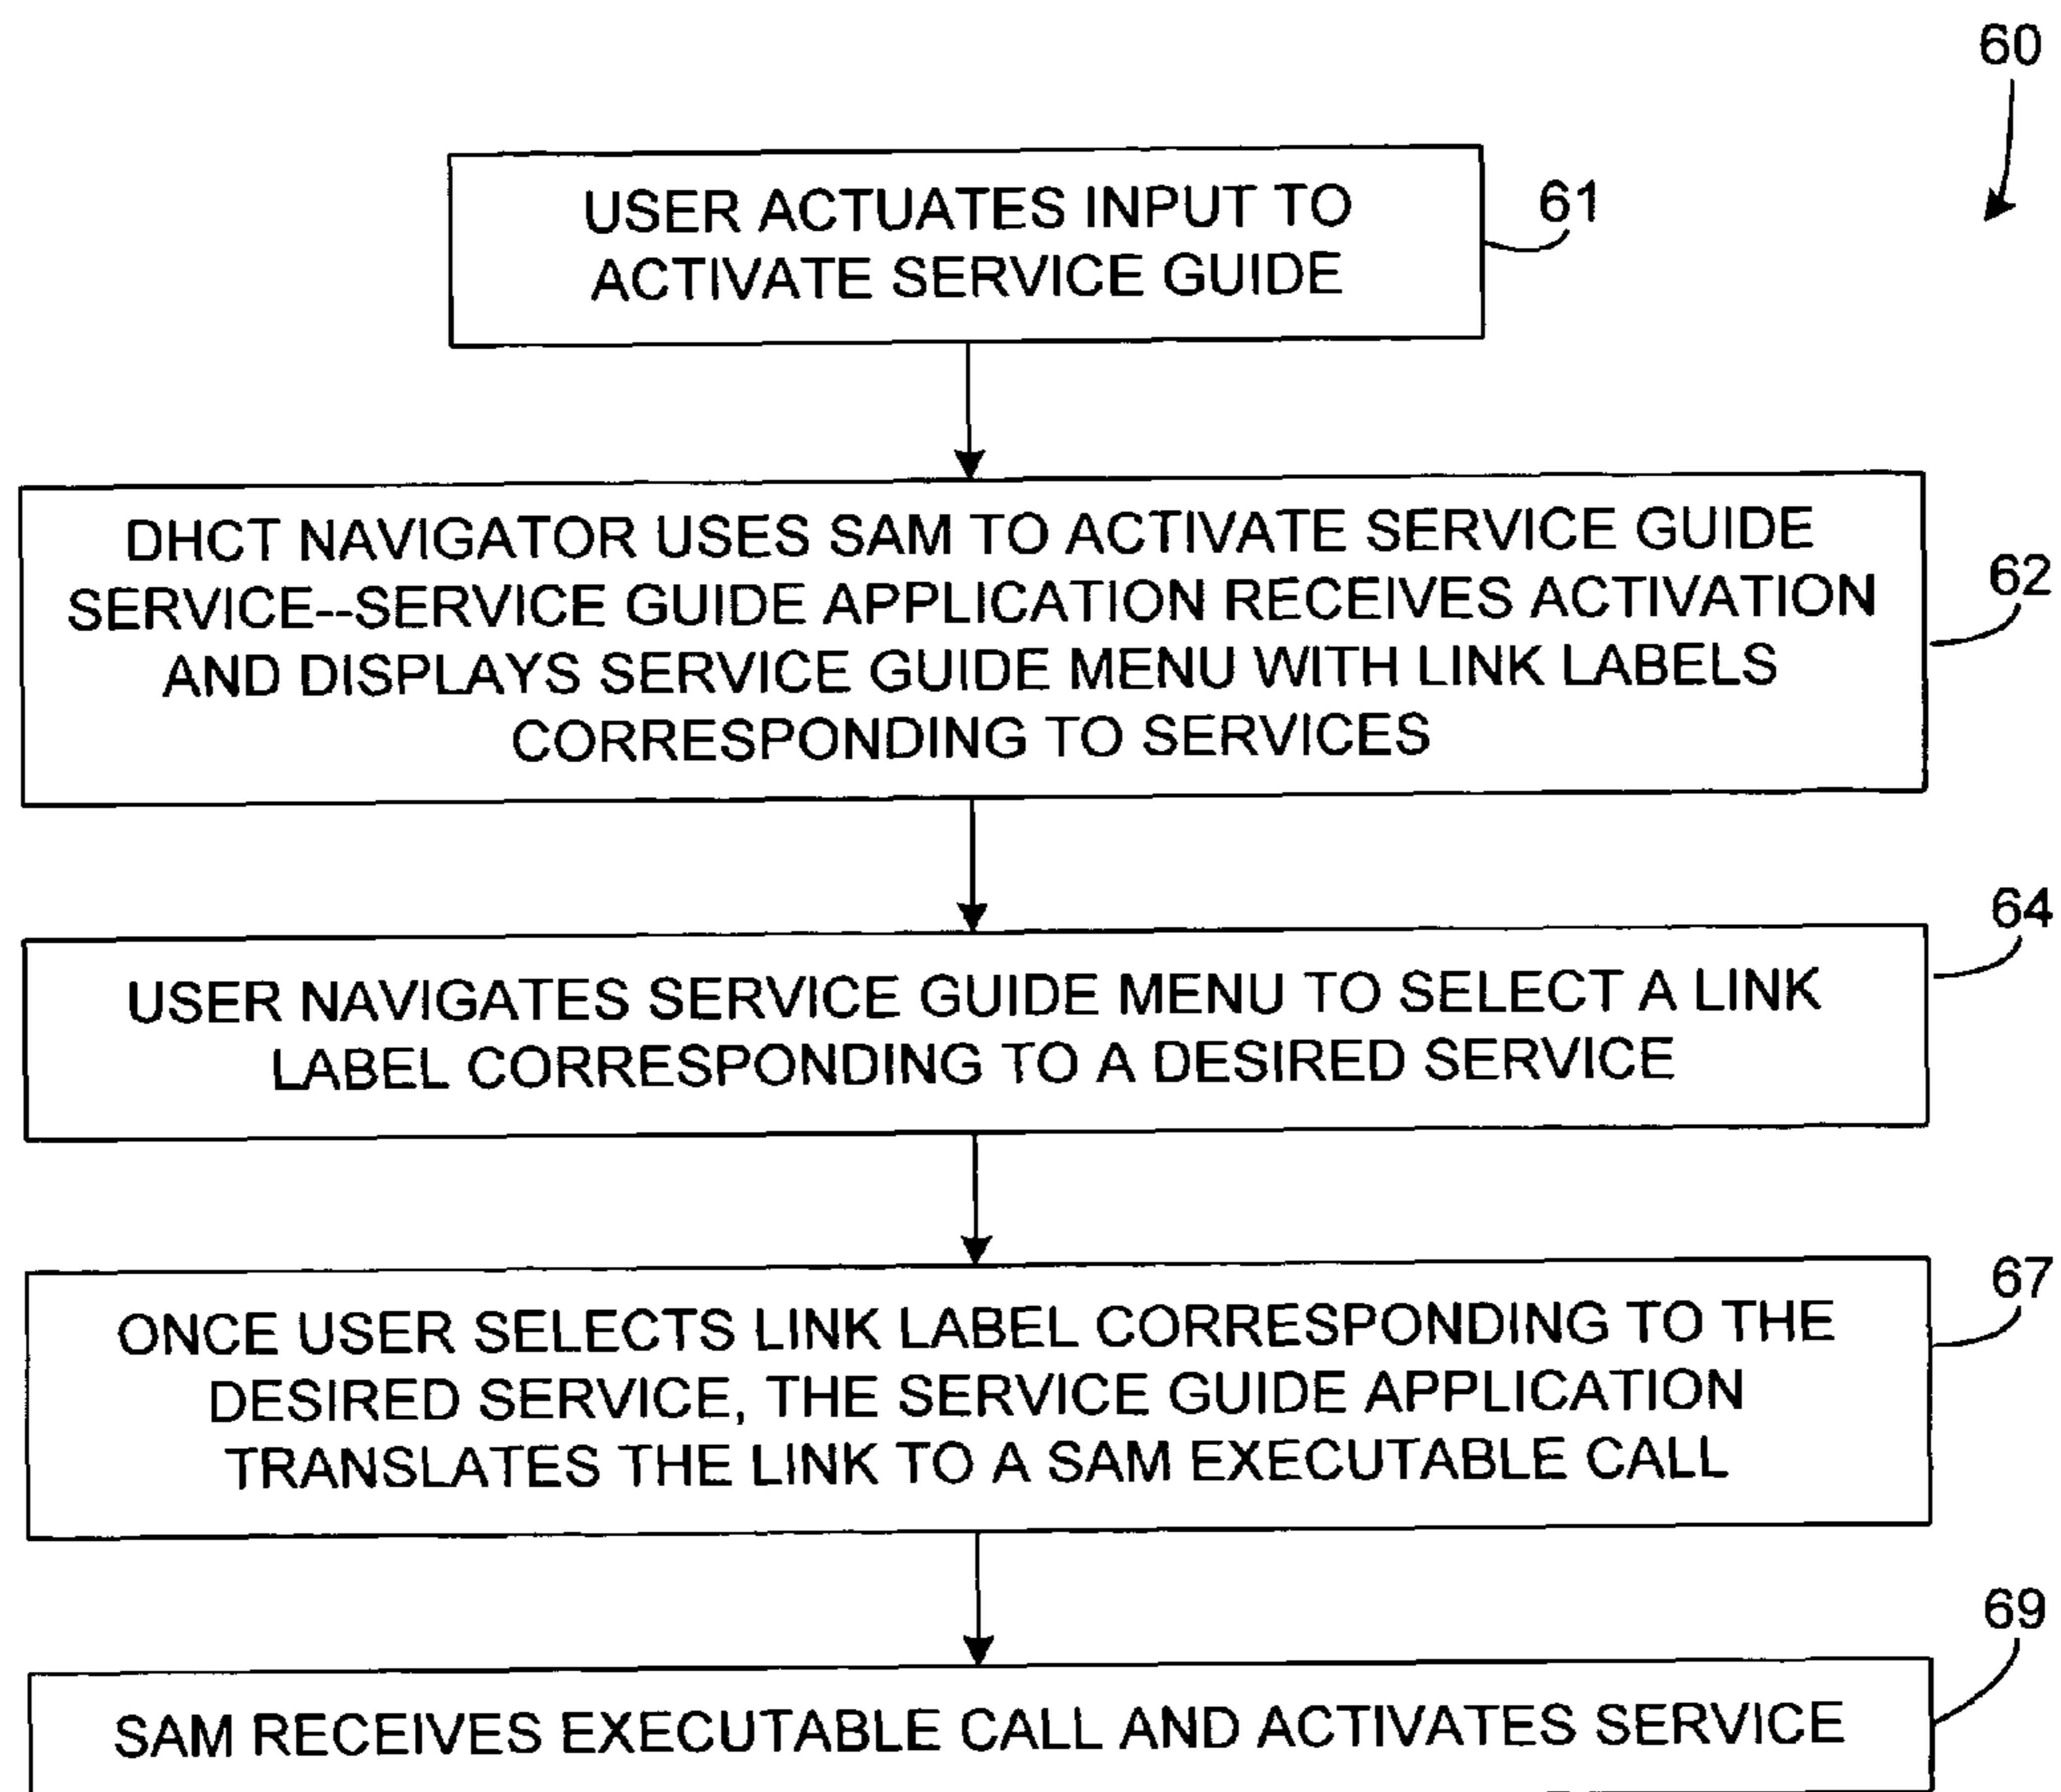 60
USER ACTUATES INPUT TO
ACTIVATE SERVICE GUIDE
61
DHCT NAVIGATOR USES SAM TO ACTIVATE SERVICE GUIDE
SERVICE--SERVICE GUIDE APPLICATION RECEIVES ACTIVATION
AND DISPLAYS SERVICE GUIDE MENU WITH LINK LABELS
CORRESPONDING TO SERVICES
62
64
USER NAVIGATES SERVICE GUIDE MENU TO SELECT A LINK
LABEL CORRESPONDING TO A DESIRED SERVICE
67
ONCE USER SELECTS LINK LABEL CORRESPONDING TO THE
DESIRED SERVICE, THE SERVICE GUIDE APPLICATION
TRANSLATES THE LINK TO A SAM EXECUTABLE CALL
69
SAM RECEIVES EXECUTABLE CALL AND ACTIVATES SERVICE